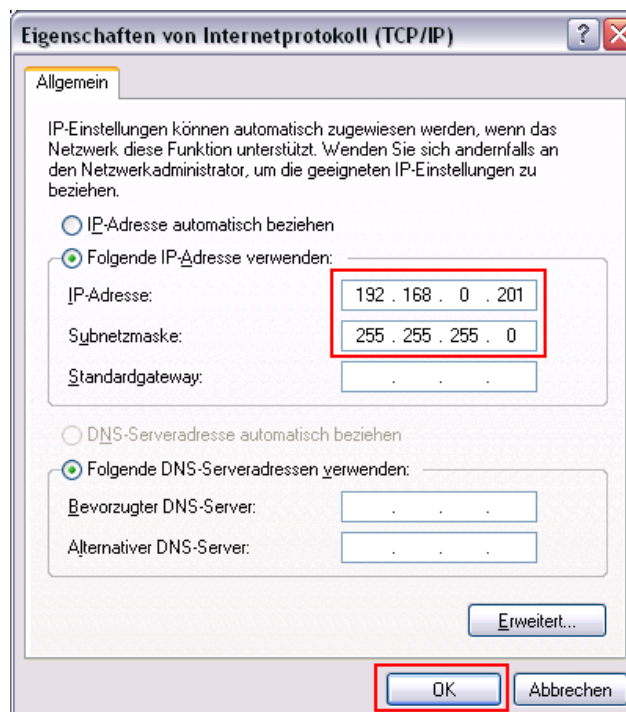 Eigenschaften von Internetprotokoll (TCP/IP)
Allgemein
IP-Einstellungen können automatisch zugewiesen werden, wenn das
Netzwerk diese Funktion unterstützt. Wenden Sie sich andernfalls an
den Netzwerkadministrator, um die geeigneten IP-Einstellungen zu
beziehen.
IP-Adresse automatisch beziehen
Folgende IP-Adresse verwenden:
IP-Adresse: 192 . 168 . 0 . 201
Subnetzmaske: 255 . 255 . 255 . 0
Standardgateway: . . .
DNS-Serveradresse automatisch beziehen
Folgende DNS-Serveradressen verwenden:
Bevorzugter DNS-Server: . . .
Alternativer DNS-Server: . . .
Erweitert...
OK Abbrechen